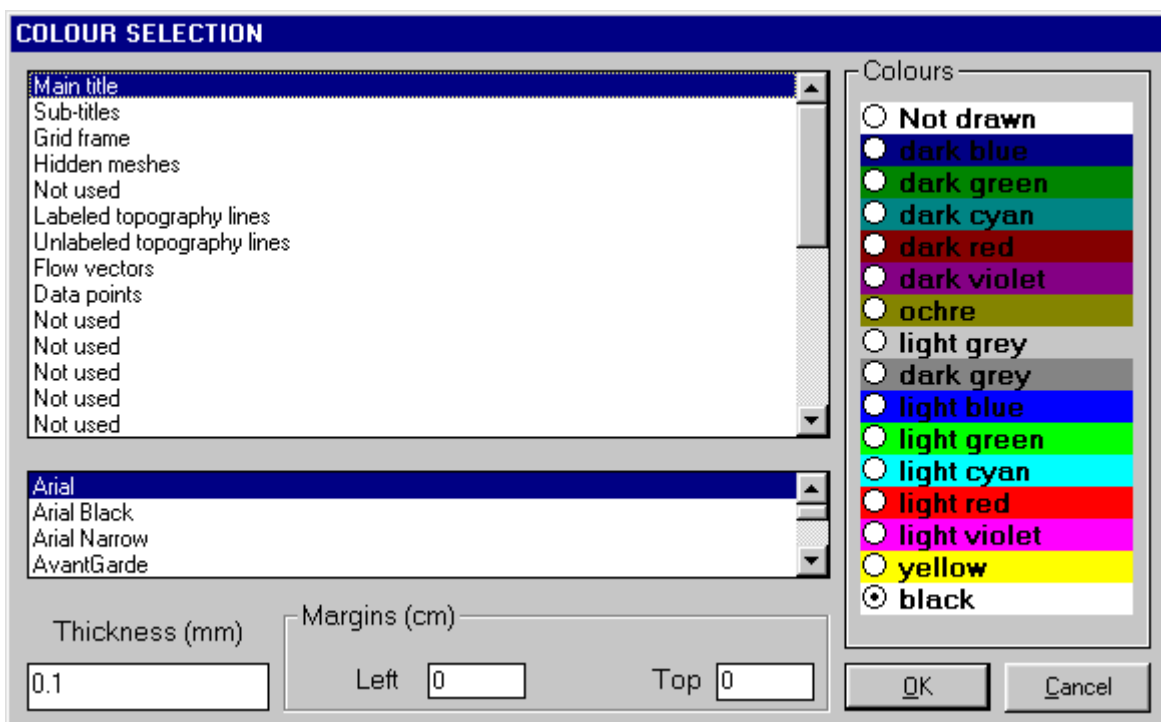 COLOUR SELECTION
Main title
Sub-titles
Grid frame
Hidden meshes
Not used
Labeled topography lines
Unlabeled topography lines
Flow vectors
Data points
Not used
Not used
Not used
Not used
Not used
Arial
Arial Black
Arial Narrow
AvantGarde
Thickness (mm)
0.1
Margins (cm)
Left 0 Top 0
Colours
Not drawn
dark blue
dark green
dark cyan
dark red
dark violet
ochre
light grey
dark grey
light blue
light green
light cyan
light red
light violet
yellow
black
OK Cancel